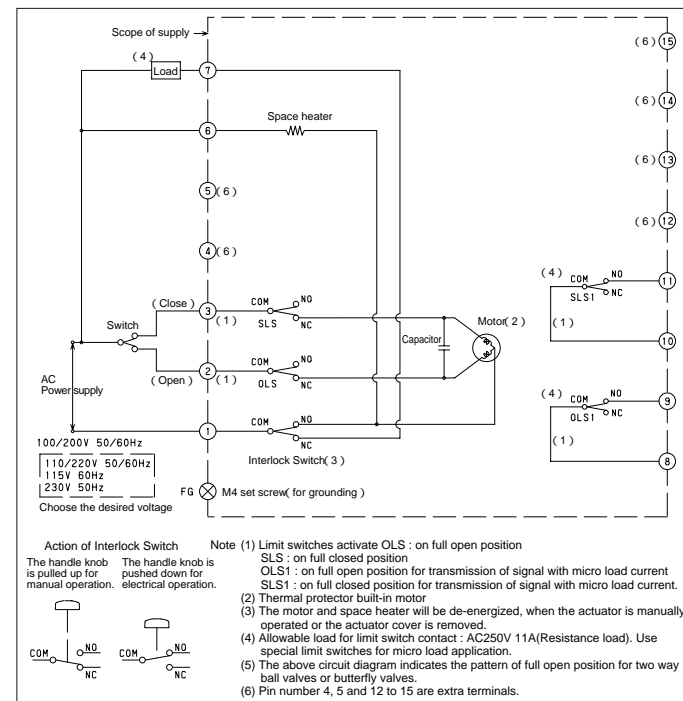 Scope of supply
( 4 )
Load
7
6
Space heater
5 ( 6 )
4 ( 6 )
( Close )
3
( 1 )
COM
NO
NC
SLS
Switch
( Open )
2
( 1 )
COM
NO
NC
OLS
Capacitor
Motor( 2 )
AC
Power supply
1
COM
NO
NC
Interlock Switch( 3 )
100/200V 50/60Hz
110/220V 50/60Hz
115V 60Hz
230V 50Hz
Choose the desired voltage
FG
M4 set screw( for grounding )
( 6 ) 15
( 6 ) 14
( 6 ) 13
( 6 ) 12
( 4 )
COM
NO
NC
SLS1
( 1 )
11
10
( 4 )
COM
NO
NC
OLS1
( 1 )
9
8
Action of Interlock Switch
The handle knob
is pulled up for
manual operation.
The handle knob is
pushed down for
electrical operation.
COM
NO
NC
COM
NO
NC
Note (1) Limit switches activate OLS : on full open position
SLS : on full closed position
OLS1 : on full open position for transmission of signal with micro load current
SLS1 : on full closed position for transmission of signal with micro load current.
(2) Thermal protector built-in motor
(3) The motor and space heater will be de-energized, when the actuator is manually
operated or the actuator cover is removed.
(4) Allowable load for limit switch contact : AC250V 11A(Resistance load). Use
special limit switches for micro load application.
(5) The above circuit diagram indicates the pattern of full open position for two way
ball valves or butterfly valves.
(6) Pin number 4, 5 and 12 to 15 are extra terminals.